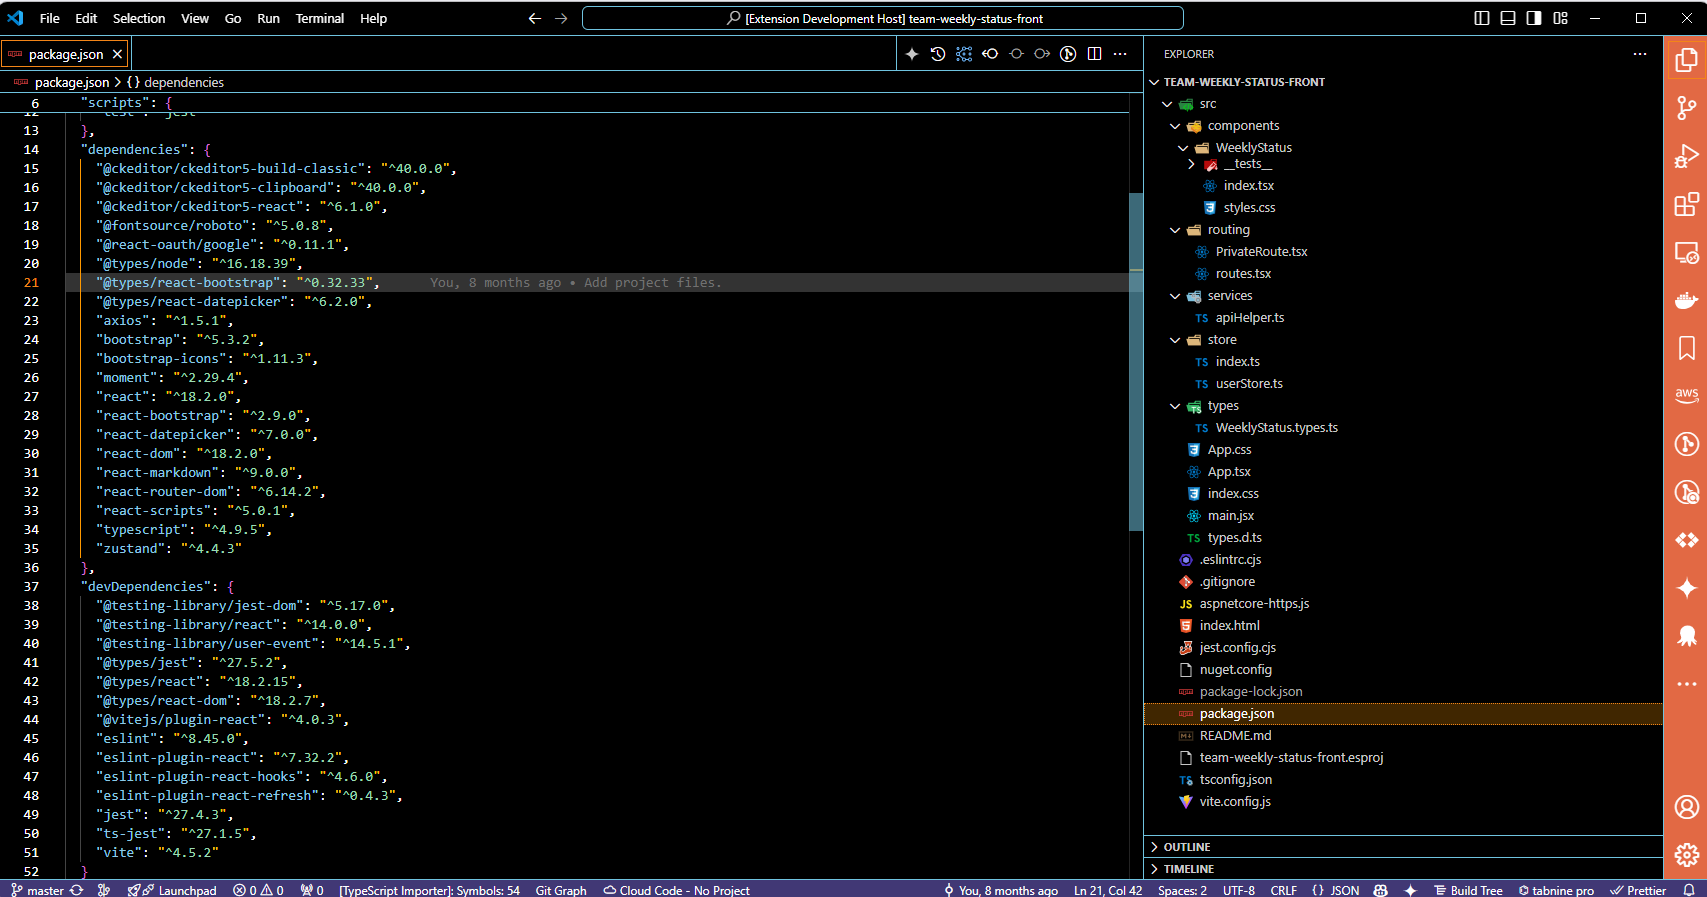 File Edit Selection View Go Run Terminal Help
[Extension Development Host] team-weekly-status-front
package.json
package.json > {} dependencies
6 "scripts": {
12 "test": "jest"
13 },
14 "dependencies": {
15 "@ckeditor/ckeditor5-build-classic": "^40.0.0",
16 "@ckeditor/ckeditor5-clipboard": "^40.0.0",
17 "@ckeditor/ckeditor5-react": "^6.1.0",
18 "@fontsource/roboto": "^5.0.8",
19 "@react-oauth/google": "^0.11.1",
20 "@types/node": "^16.18.39",
21 "@types/react-bootstrap": "^0.32.33", You, 8 months ago • Add project files.
22 "@types/react-datepicker": "^6.2.0",
23 "axios": "^1.5.1",
24 "bootstrap": "^5.3.2",
25 "bootstrap-icons": "^1.11.3",
26 "moment": "^2.29.4",
27 "react": "^18.2.0",
28 "react-bootstrap": "^2.9.0",
29 "react-datepicker": "^7.0.0",
30 "react-dom": "^18.2.0",
31 "react-markdown": "^9.0.0",
32 "react-router-dom": "^6.14.2",
33 "react-scripts": "^5.0.1",
34 "typescript": "^4.9.5",
35 "zustand": "^4.4.3"
36 },
37 "devDependencies": {
38 "@testing-library/jest-dom": "^5.17.0",
39 "@testing-library/react": "^14.0.0",
40 "@testing-library/user-event": "^14.5.1",
41 "@types/jest": "^27.5.2",
42 "@types/react": "^18.2.15",
43 "@types/react-dom": "^18.2.7",
44 "@vitejs/plugin-react": "^4.0.3",
45 "eslint": "^8.45.0",
46 "eslint-plugin-react": "^7.32.2",
47 "eslint-plugin-react-hooks": "^4.6.0",
48 "eslint-plugin-react-refresh": "^0.4.3",
49 "jest": "^27.4.3",
50 "ts-jest": "^27.1.5",
51 "vite": "^4.5.2"
52 }
EXPLORER
TEAM-WEEKLY-STATUS-FRONT
src
components
WeeklyStatus
__tests__
index.tsx
styles.css
routing
PrivateRoute.tsx
routes.tsx
services
TS apiHelper.ts
store
TS index.ts
TS userStore.ts
types
TS WeeklyStatus.types.ts
App.css
App.tsx
index.css
main.jsx
TS types.d.ts
.eslintrc.cjs
.gitignore
JS aspnetcore-https.js
index.html
jest.config.cjs
nuget.config
package-lock.json
package.json
README.md
team-weekly-status-front.esproj
TS tsconfig.json
vite.config.js
OUTLINE
TIMELINE
aws
master Launchpad 0 0 0 [TypeScript Importer]: Symbols: 54 Git Graph Cloud Code - No Project You, 8 months ago Ln 21, Col 42 Spaces: 2 UTF-8 CRLF {} JSON Build Tree tabnine pro Prettier